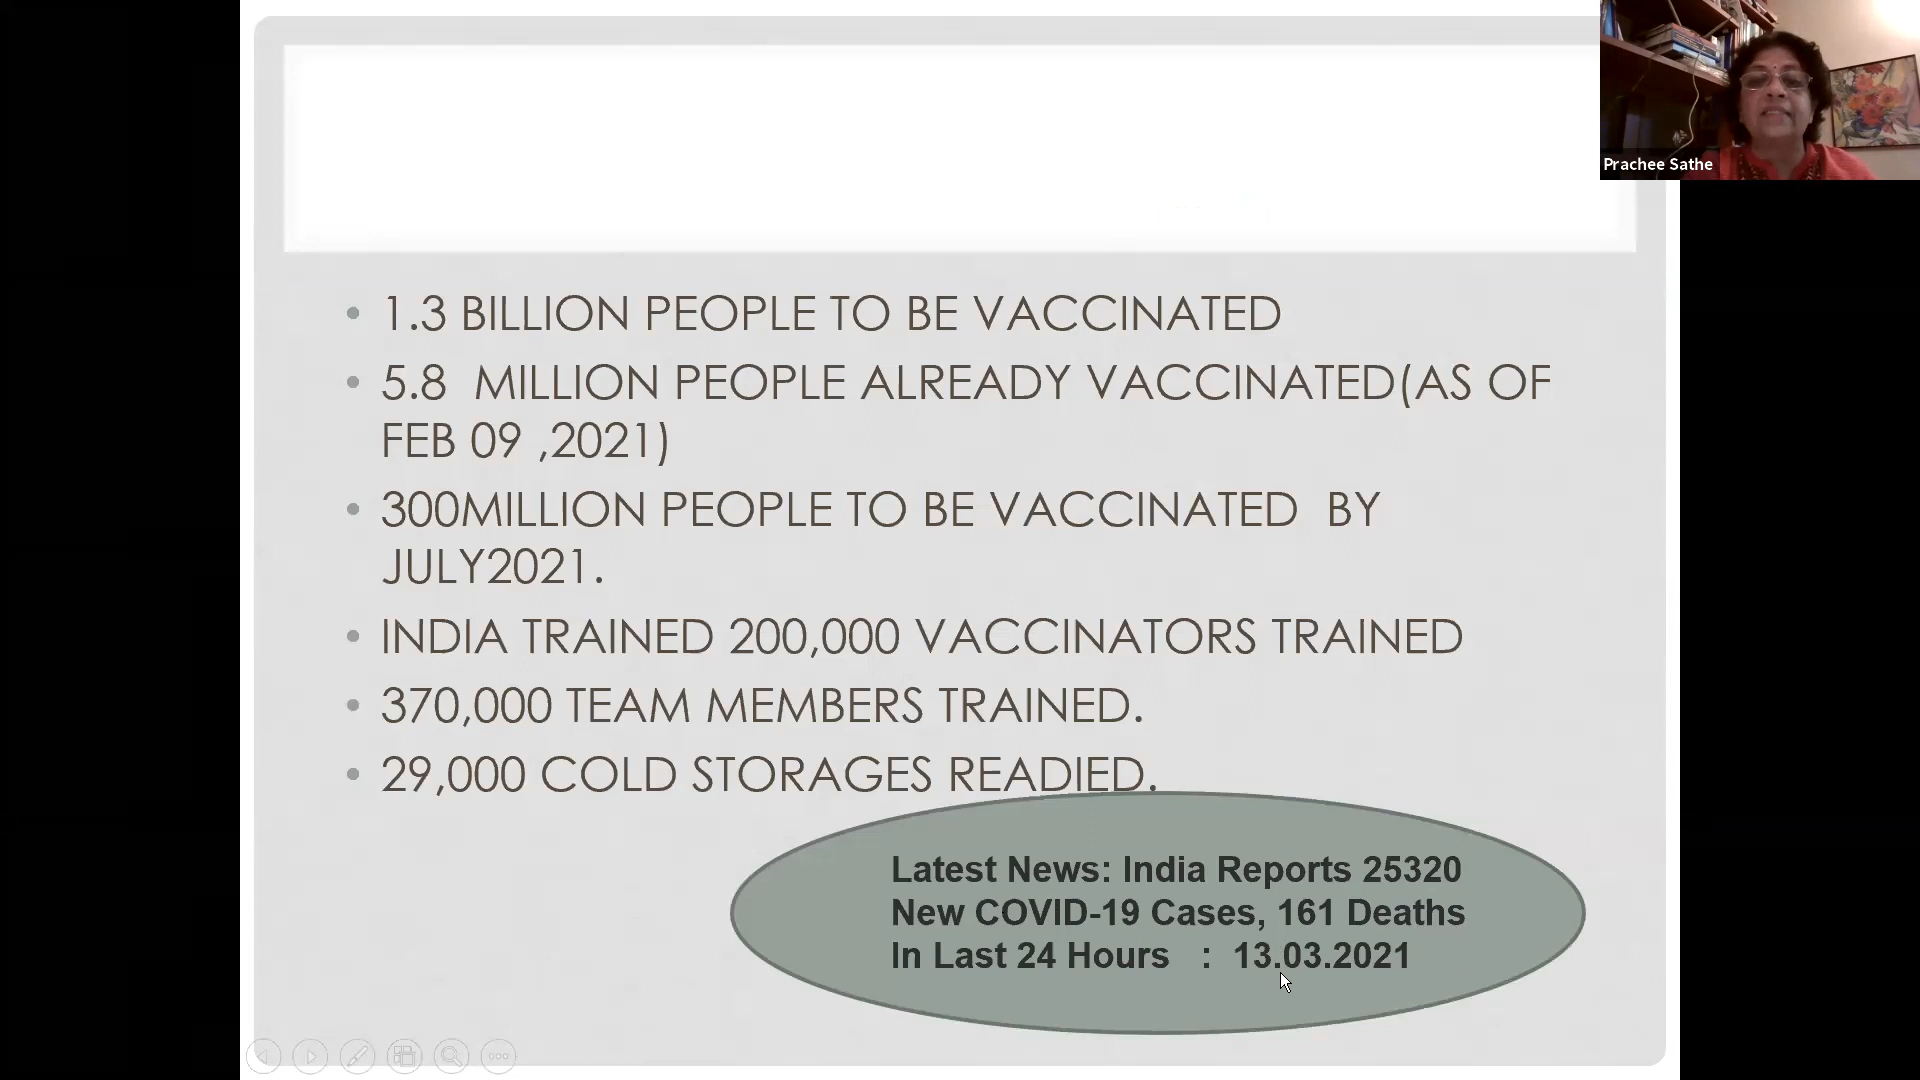 Prachee Sathe
• 1.3 BILLION PEOPLE TO BE VACCINATED
• 5.8 MILLION PEOPLE ALREADY VACCINATED(AS OF
FEB 09 ,2021)
• 300MILLION PEOPLE TO BE VACCINATED BY
JULY2021.
• INDIA TRAINED 200,000 VACCINATORS TRAINED
• 370,000 TEAM MEMBERS TRAINED.
• 29,000 COLD STORAGES READIED.
Latest News: India Reports 25320
New COVID-19 Cases, 161 Deaths
In Last 24 Hours : 13.03.2021